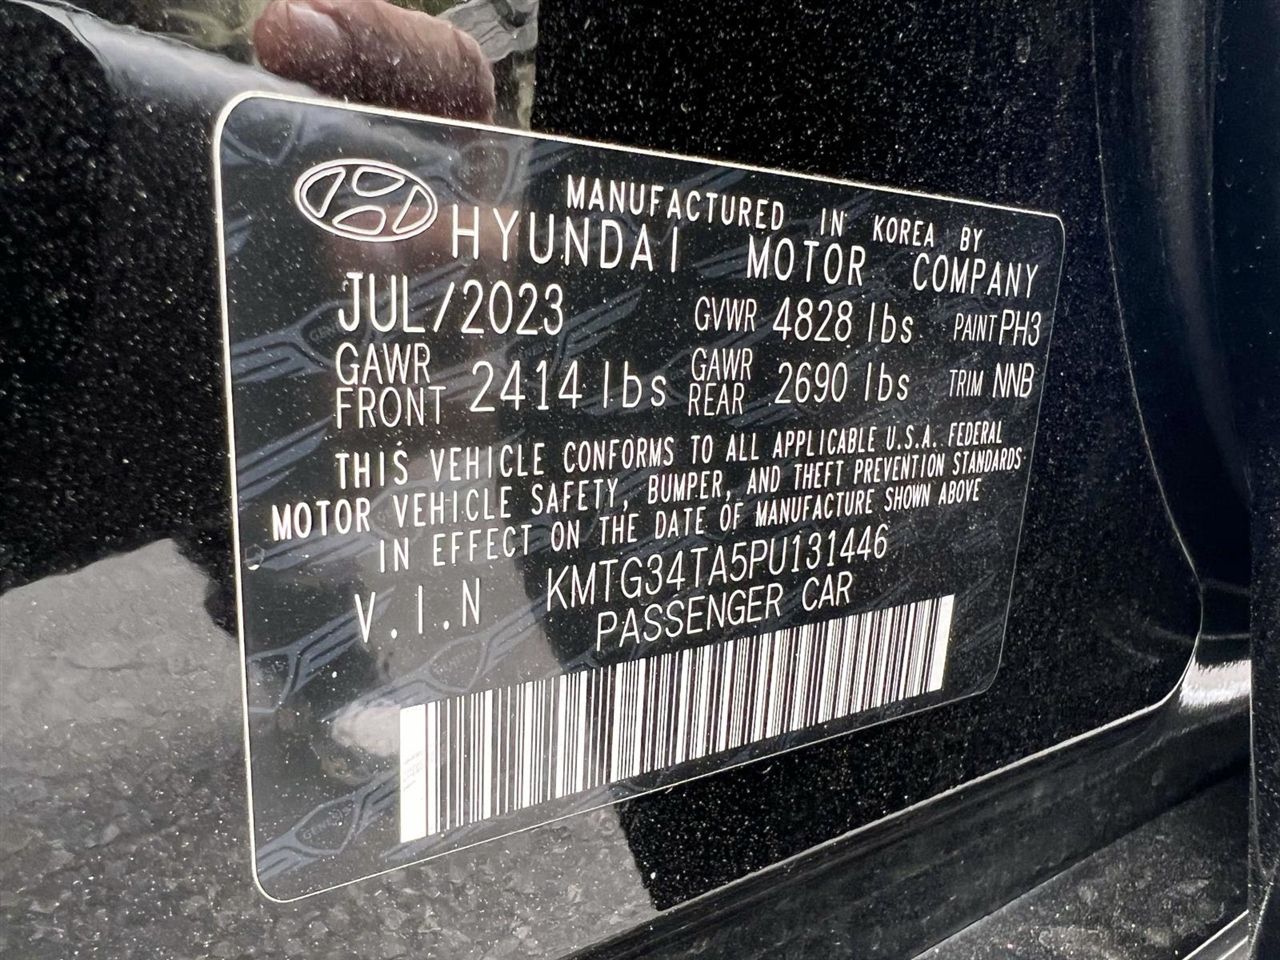 MANUFACTURED IN KOREA BY
HYUNDAI MOTOR COMPANY
JUL/2023 GVWR 4828 lbs PAINT PH3
GAWR FRONT 2414 lbs GAWR REAR 2690 lbs TRIM NNB
THIS VEHICLE CONFORMS TO ALL APPLICABLE U.S.A. FEDERAL
MOTOR VEHICLE SAFETY, BUMPER, AND THEFT PREVENTION STANDARDS
IN EFFECT ON THE DATE OF MANUFACTURE SHOWN ABOVE
V.I.N KMTG34TA5PU131446
PASSENGER CAR